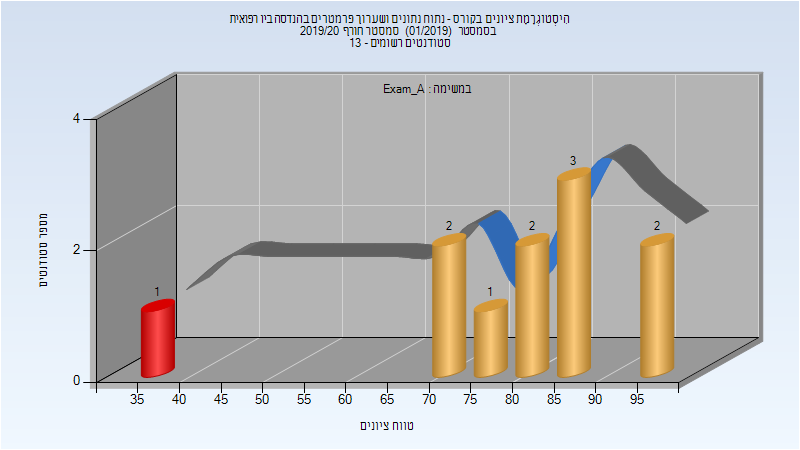 הִיסְטוֹגְרָמַת ציונים בקורס - נתוח נתונים ושערוך פרמטרים בהנדסה ביו רפואית
בסמסטר (01/2019) סמסטר חורף 2019/20
סטודנטים רשומים - 13
במשימה : Exam_A
מספר סטודנטים
4
2
0
1
2
1
2
3
2
35 40 45 50 55 60 65 70 75 80 85 90 95
טווח ציונים